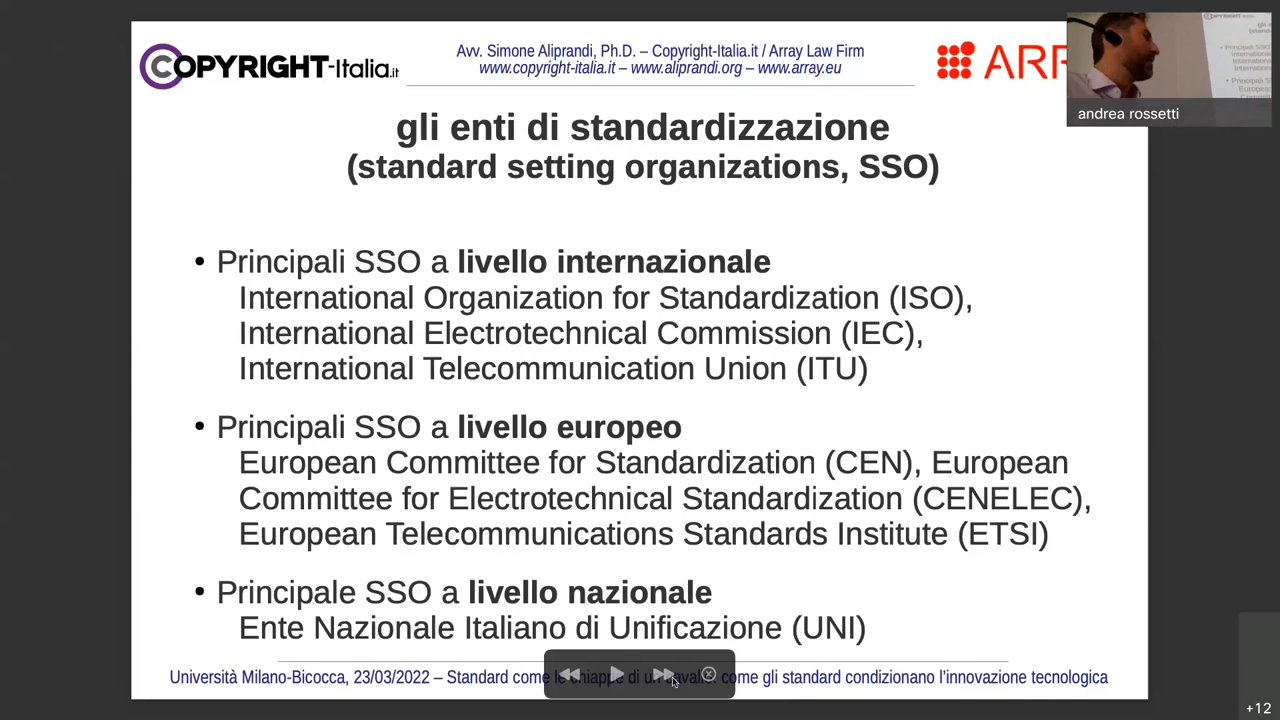 COPYRIGHT-Italia.it
Avv. Simone Aliprandi, Ph.D. – Copyright-Italia.it / Array Law Firm
www.copyright-italia.it – www.aliprandi.org – www.array.eu
ARR
andrea rossetti
gli enti di standardizzazione
(standard setting organizations, SSO)
• Principali SSO a livello internazionale
International Organization for Standardization (ISO),
International Electrotechnical Commission (IEC),
International Telecommunication Union (ITU)
• Principali SSO a livello europeo
European Committee for Standardization (CEN), European
Committee for Electrotechnical Standardization (CENELEC),
European Telecommunications Standards Institute (ETSI)
• Principale SSO a livello nazionale
Ente Nazionale Italiano di Unificazione (UNI)
Università Milano-Bicocca, 23/03/2022 – Standard come le chiappe di un cavallo: come gli standard condizionano l'innovazione tecnologica
+12